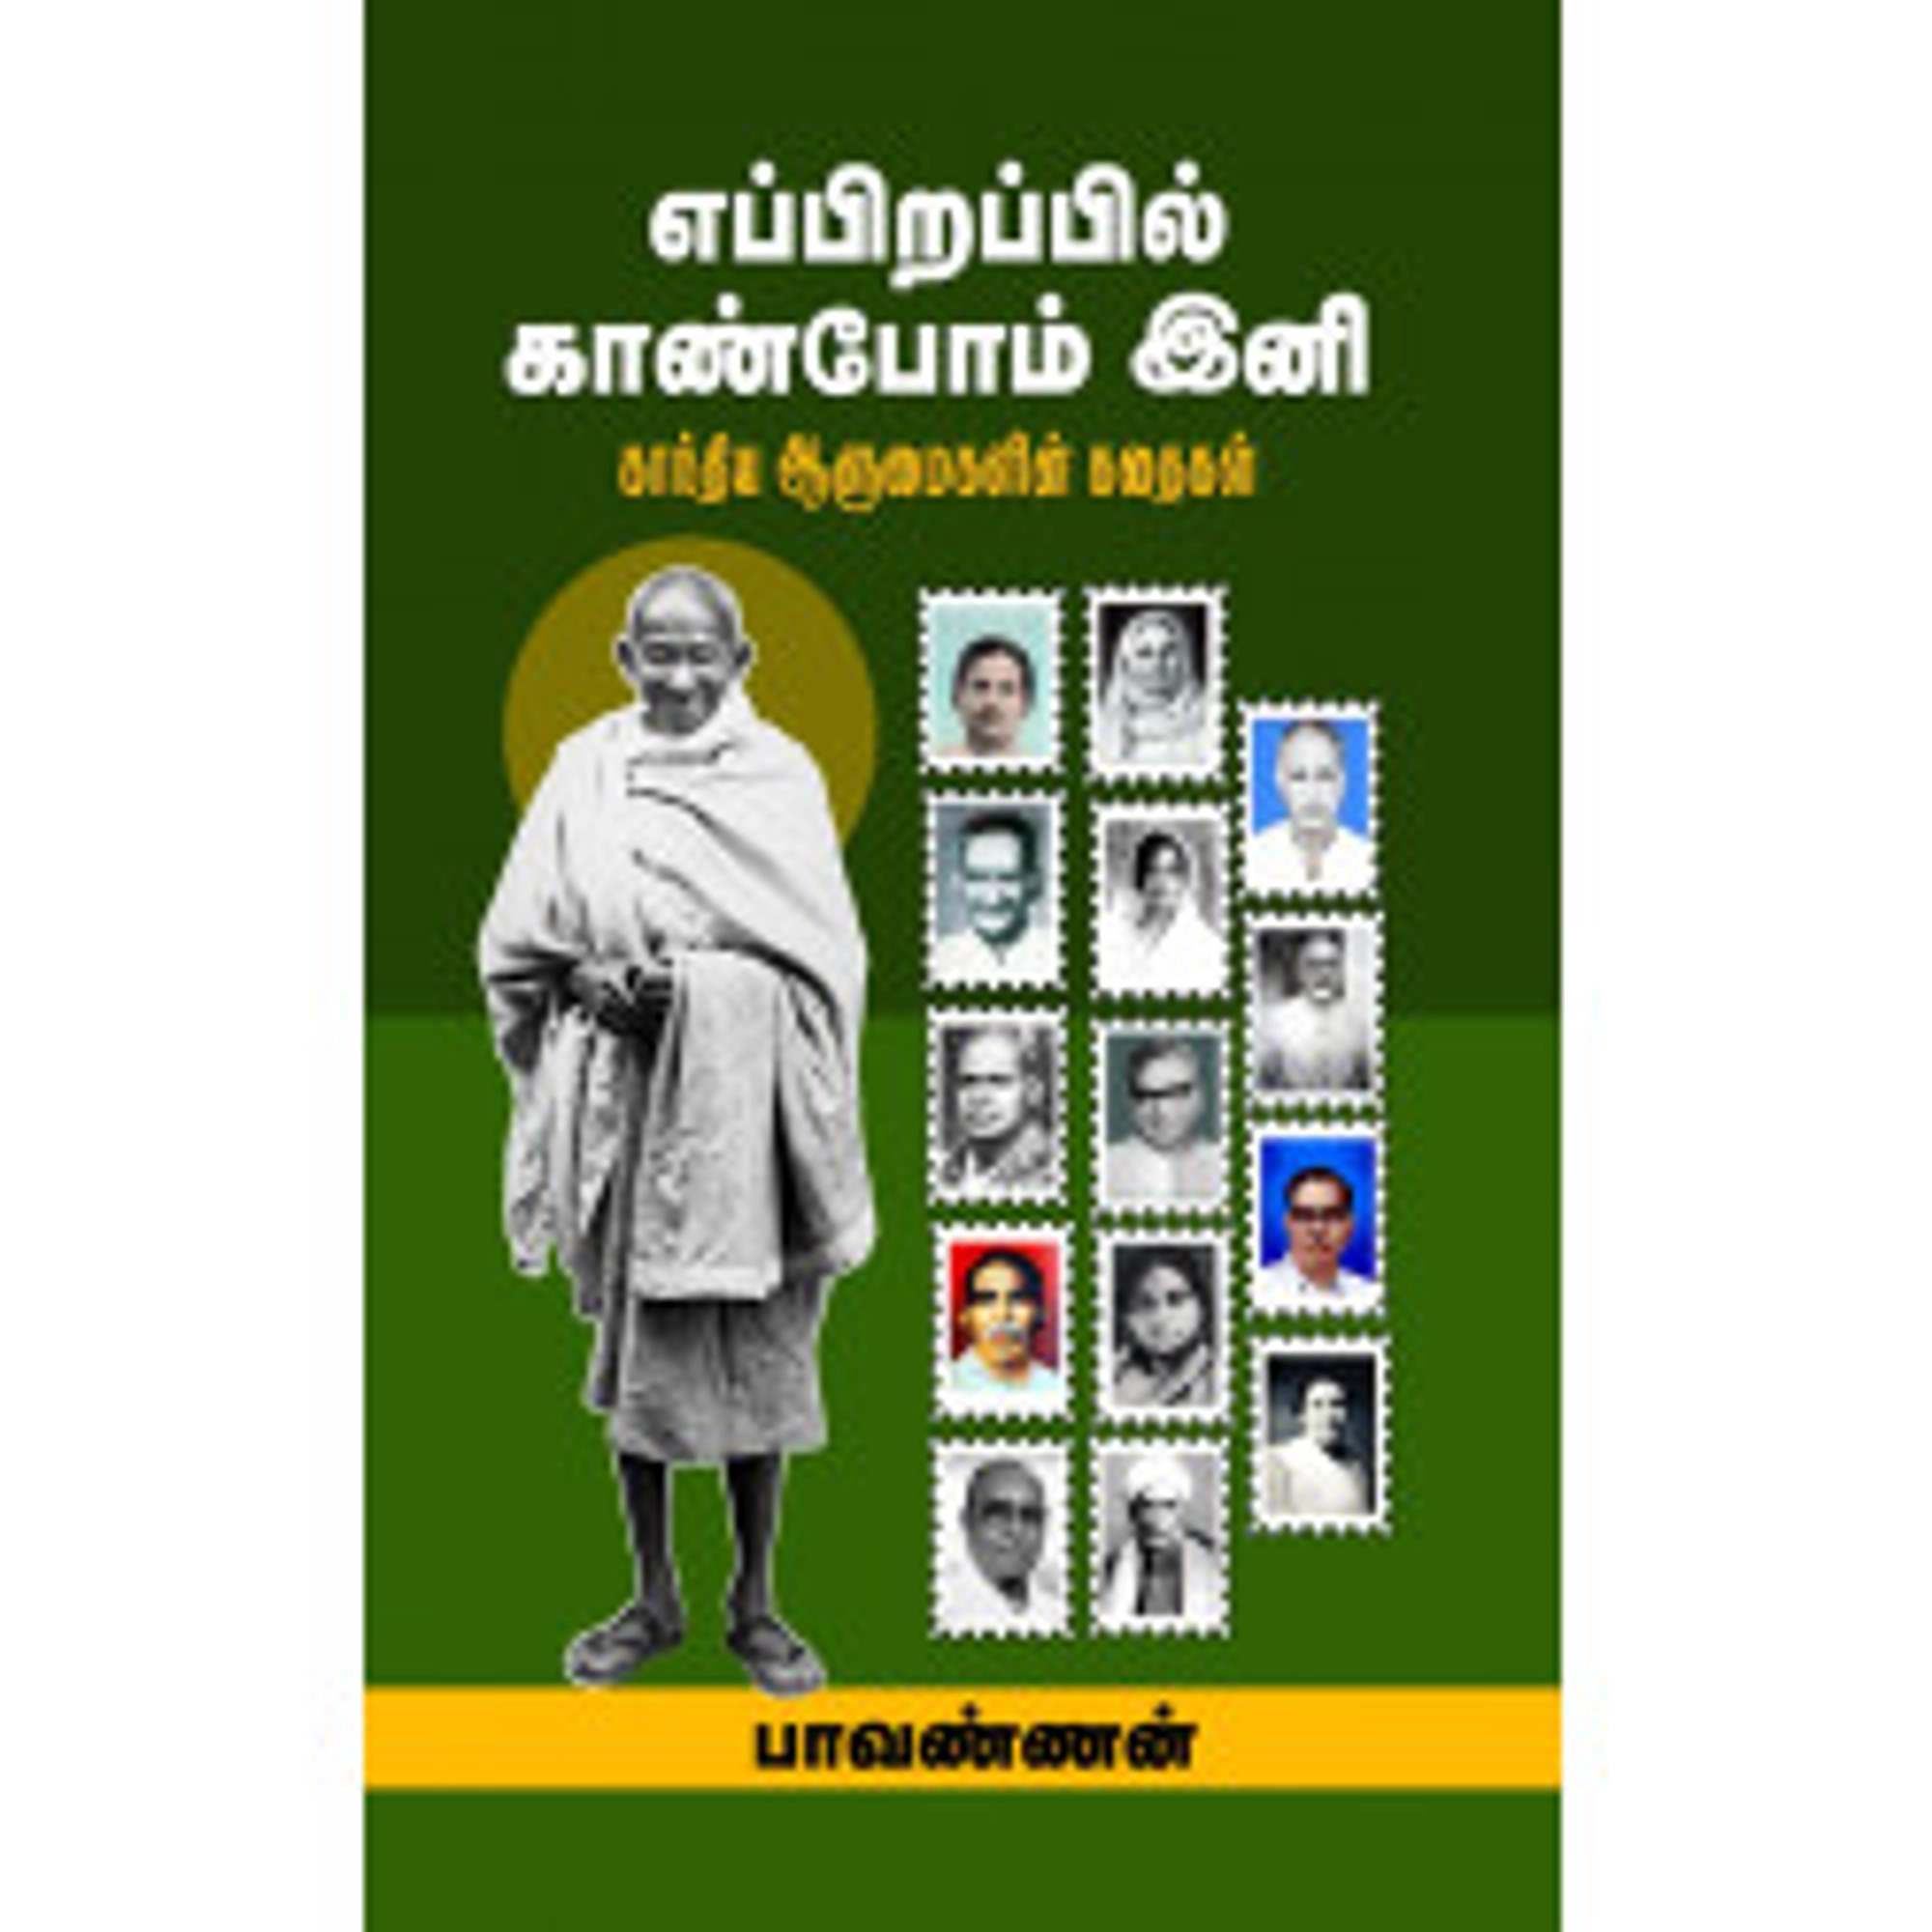 எப்பிறப்பில்
காண்போம் இனி
காந்திய ஆளுமைகளின் கதைகள்
பாவண்ணன்